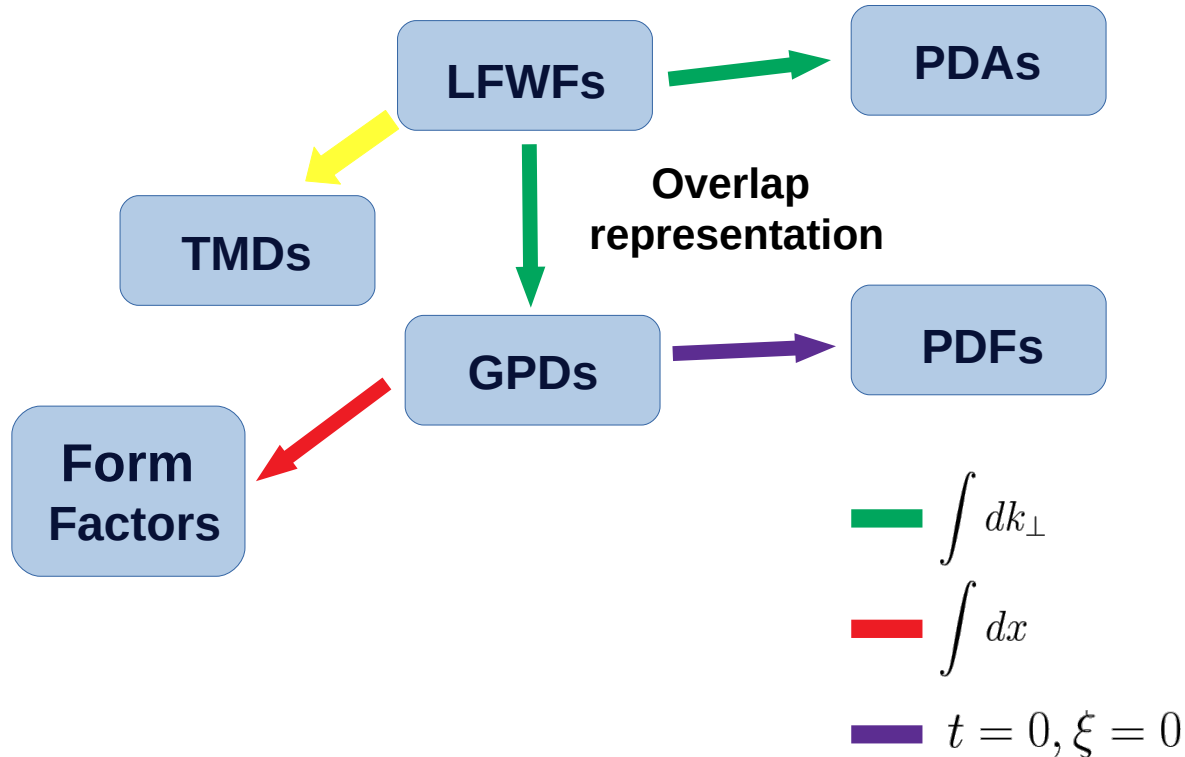 LFWFs
PDAs
Overlap
representation
TMDs
GPDs
PDFs
Form
Factors
∫ dk⊥
∫ dx
t = 0, ξ = 0